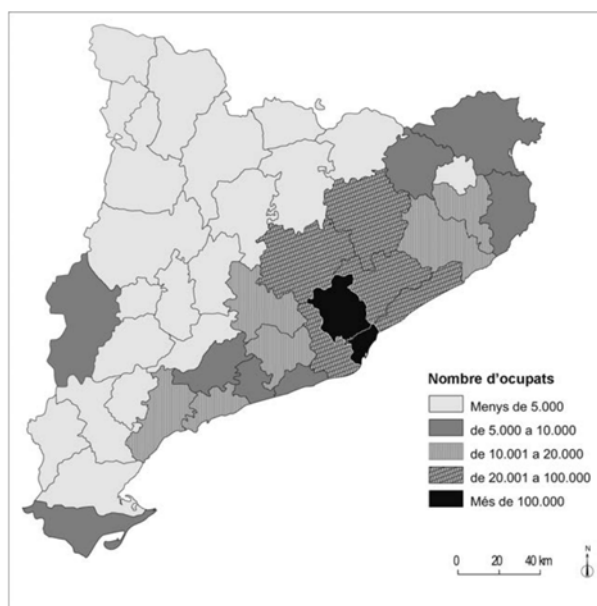 Nombre d'ocupats
Menys de 5.000
de 5.000 a 10.000
de 10.001 a 20.000
de 20.001 a 100.000
Més de 100.000
0 20 40 km
N